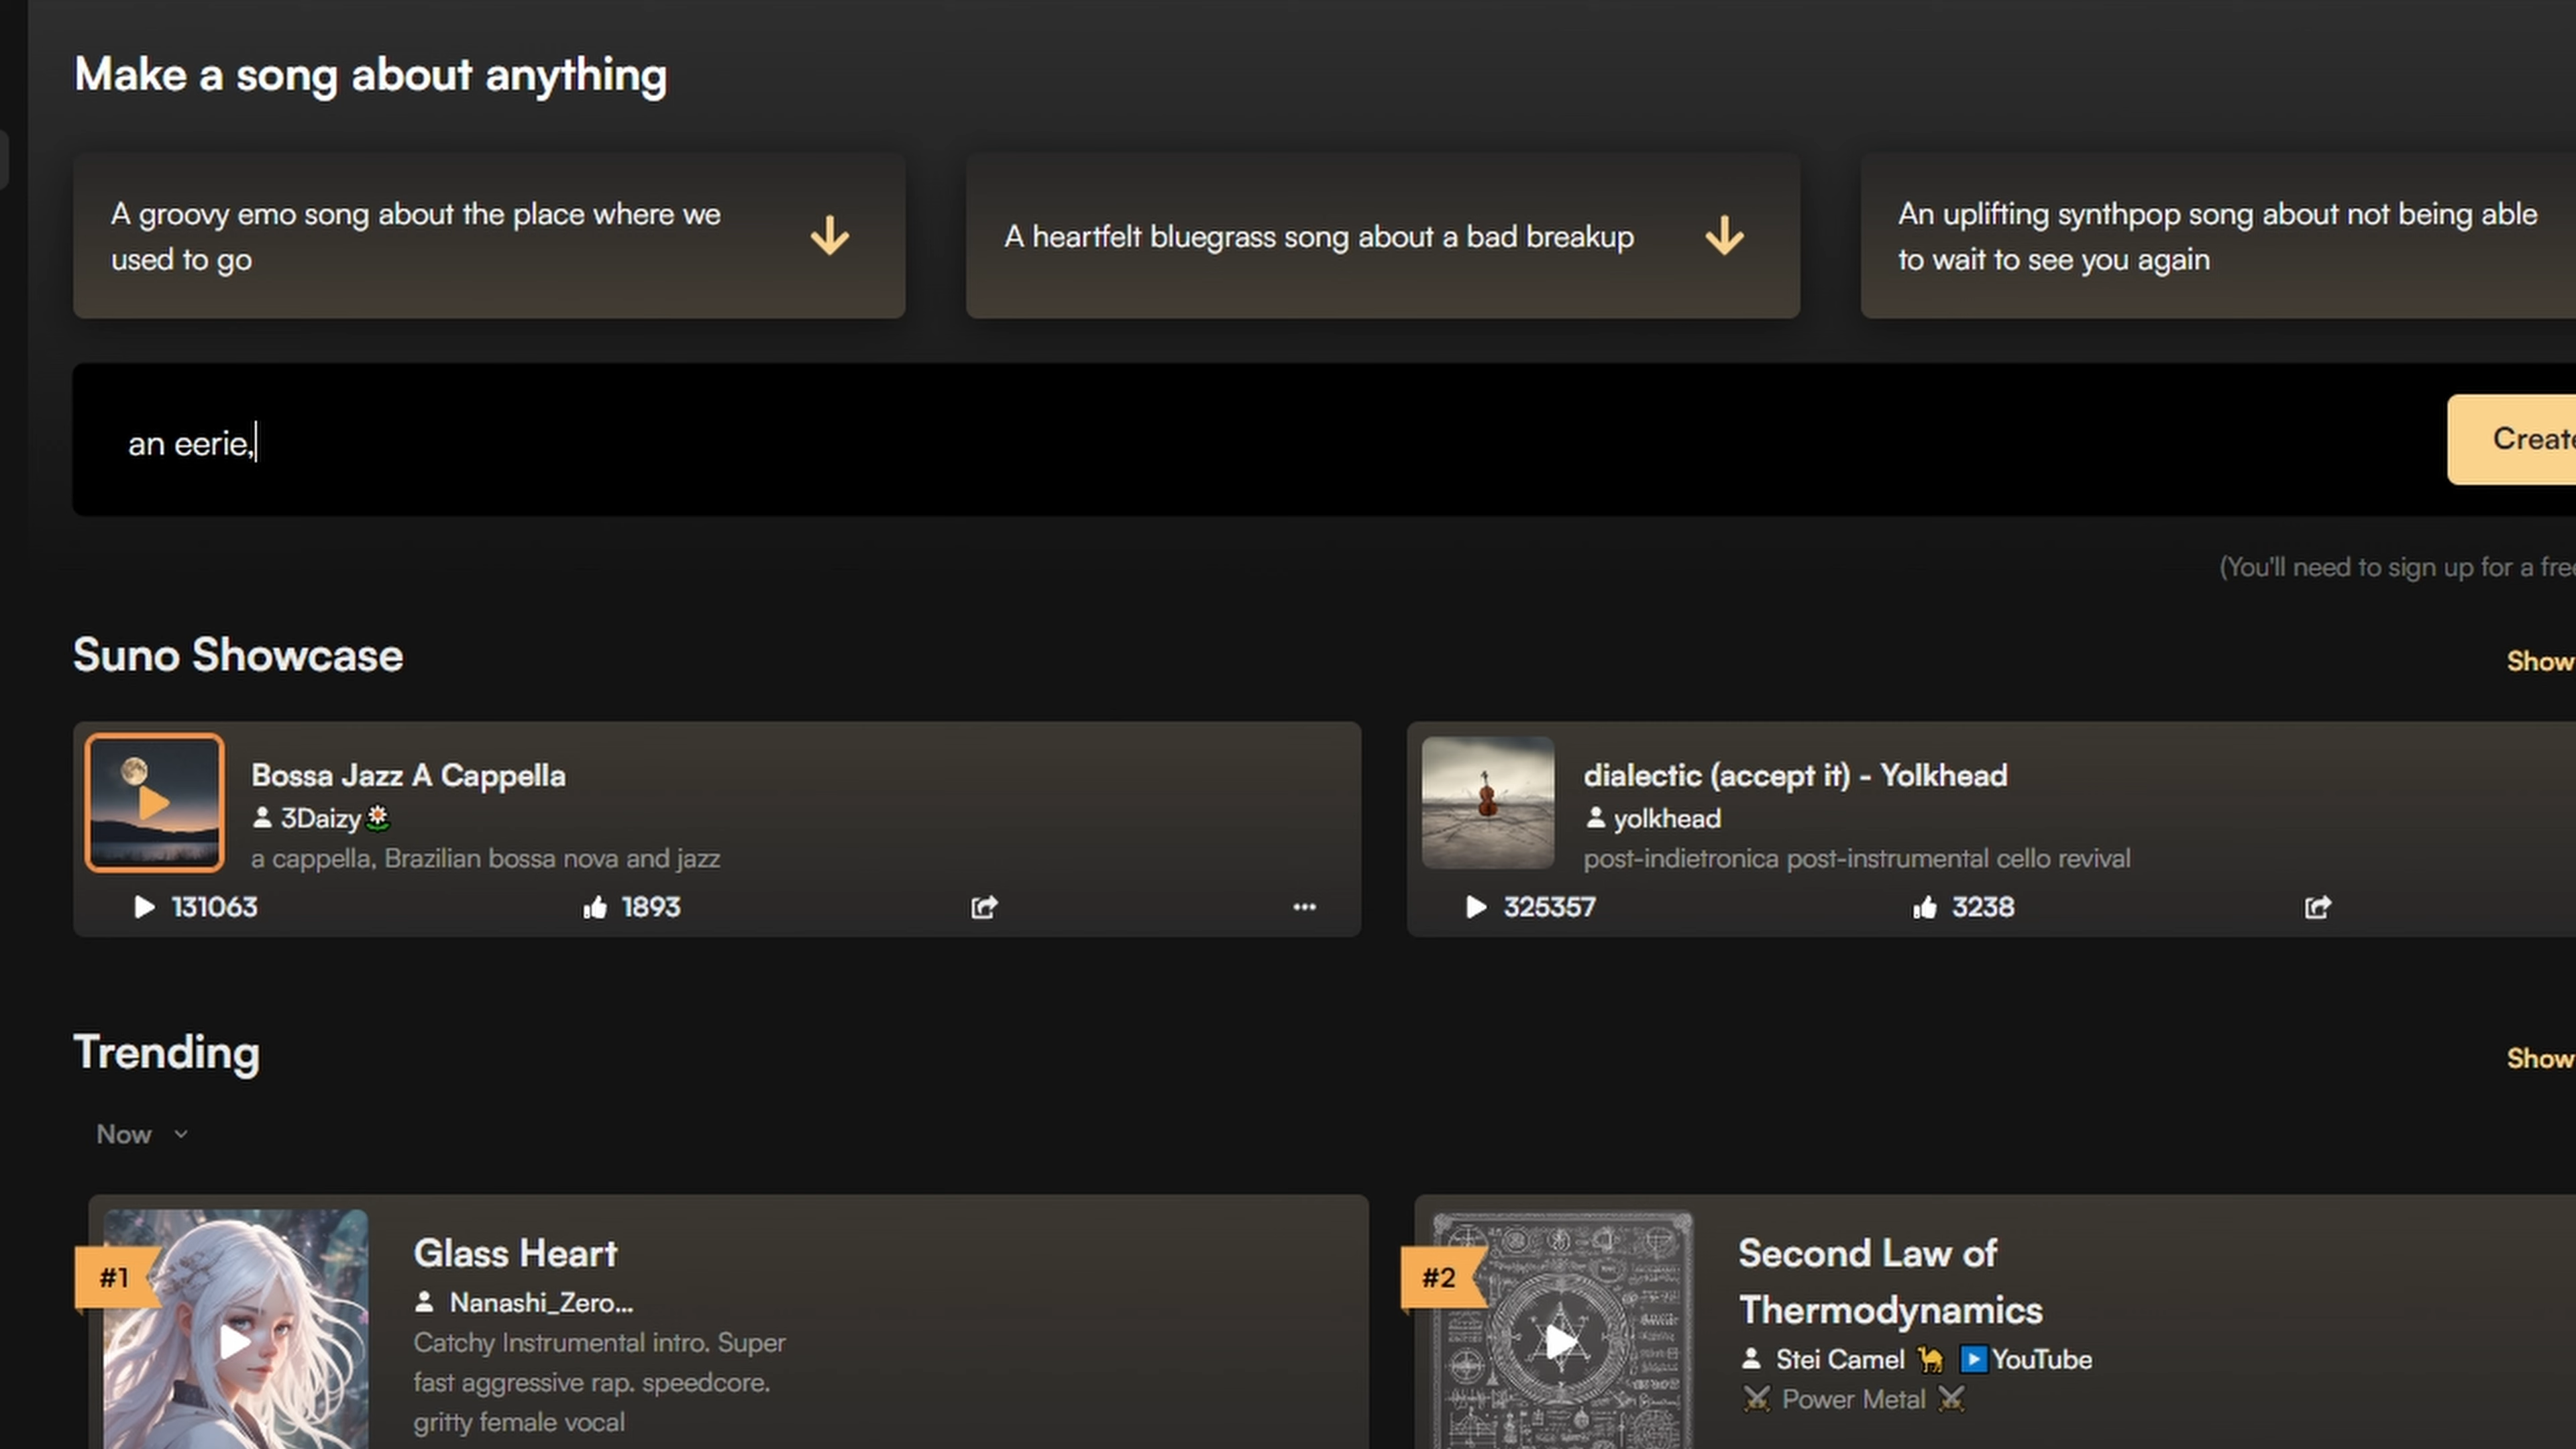 Make a song about anything
A groovy emo song about the place where we
used to go
A heartfelt bluegrass song about a bad breakup
An uplifting synthpop song about not being able
to wait to see you again
an eerie,
Create
(You'll need to sign up for a free
Suno Showcase
Show
Bossa Jazz A Cappella
3Daizy
a cappella, Brazilian bossa nova and jazz
131063
1893
dialectic (accept it) - Yolkhead
yolkhead
post-indietronica post-instrumental cello revival
325357
3238
Trending
Show
Now
#1
Glass Heart
Nanashi_Zero...
Catchy Instrumental intro. Super
fast aggressive rap. speedcore.
gritty female vocal
#2
Second Law of
Thermodynamics
Stei Camel 🐪 ▶️YouTube
⚔️ Power Metal ⚔️